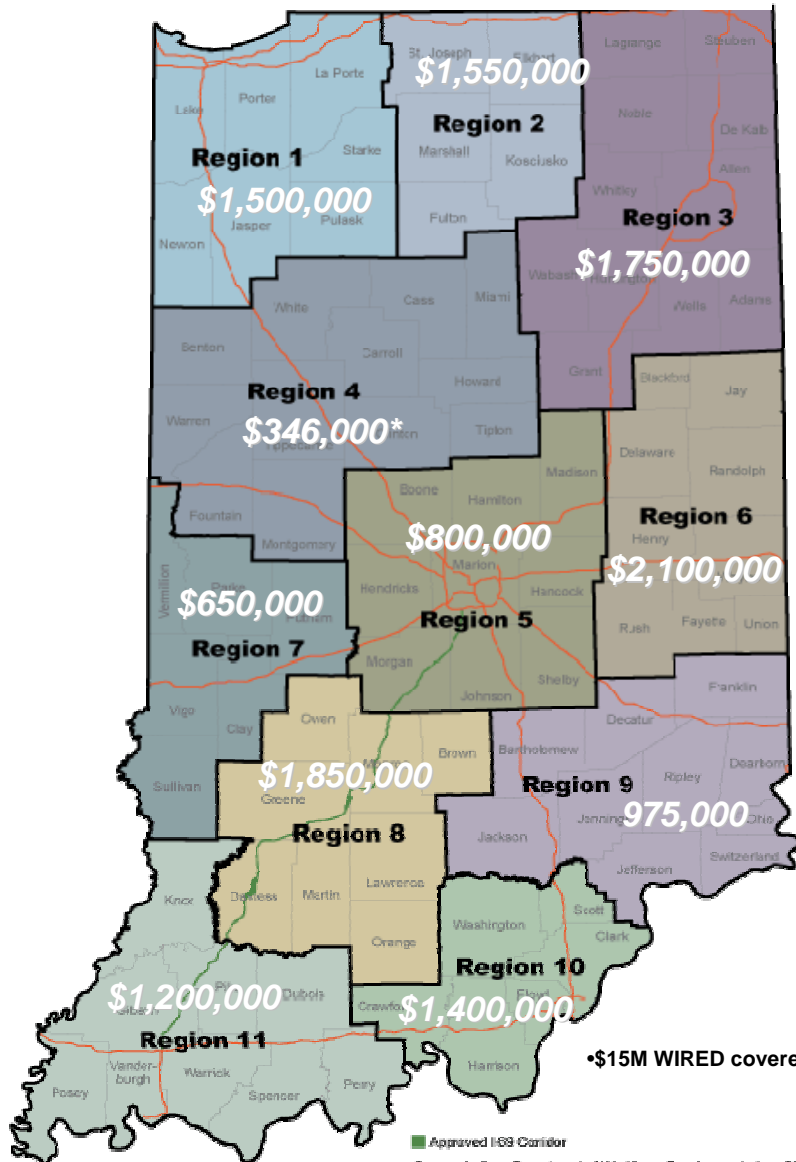 St. Joseph
Elkhart
Lagrange
Steuben
$1,550,000
La Porte
Lake
Porter
Region 2
Noble
De Kalb
Region 1
Starke
Marshall
Kosciusko
Allen
$1,500,000
Whitley
Jasper
Pulask
Fulton
Region 3
Newton
Wabash
$1,750,000
White
Cass
Miami
Wells
Adams
Benton
Carroll
Grant
Blackford
Jay
Region 4
Howard
Warren
$346,000*
Tipton
Delaware
Randolph
Madison
Boone
Hamilton
Fountain
Region 6
Montgomery
$800,000
Henry
Marion
$2,100,000
Vermillion
Hendricks
Hancock
$650,000
Region 5
Rush
Fayette
Union
Region 7
Morgan
Shelby
Johnson
Franklin
Vigo
Clay
Owen
Decatur
Brown
Bartholomew
Dearborn
$1,850,000
Ripley
Sullivan
Greene
Region 9
975,000
Ohio
Region 8
Jackson
Switzerland
Jefferson
Lawrence
Knox
Martin
Daviess
Scott
Washington
Clark
Orange
Region 10
$1,200,000
Dubois
Floyd
$1,400,000
Region 11
•$15M WIRED covere
Vander-
burgh
Warrick
Harrison
Posey
Spencer
Perry
Approved I-69 Corridor